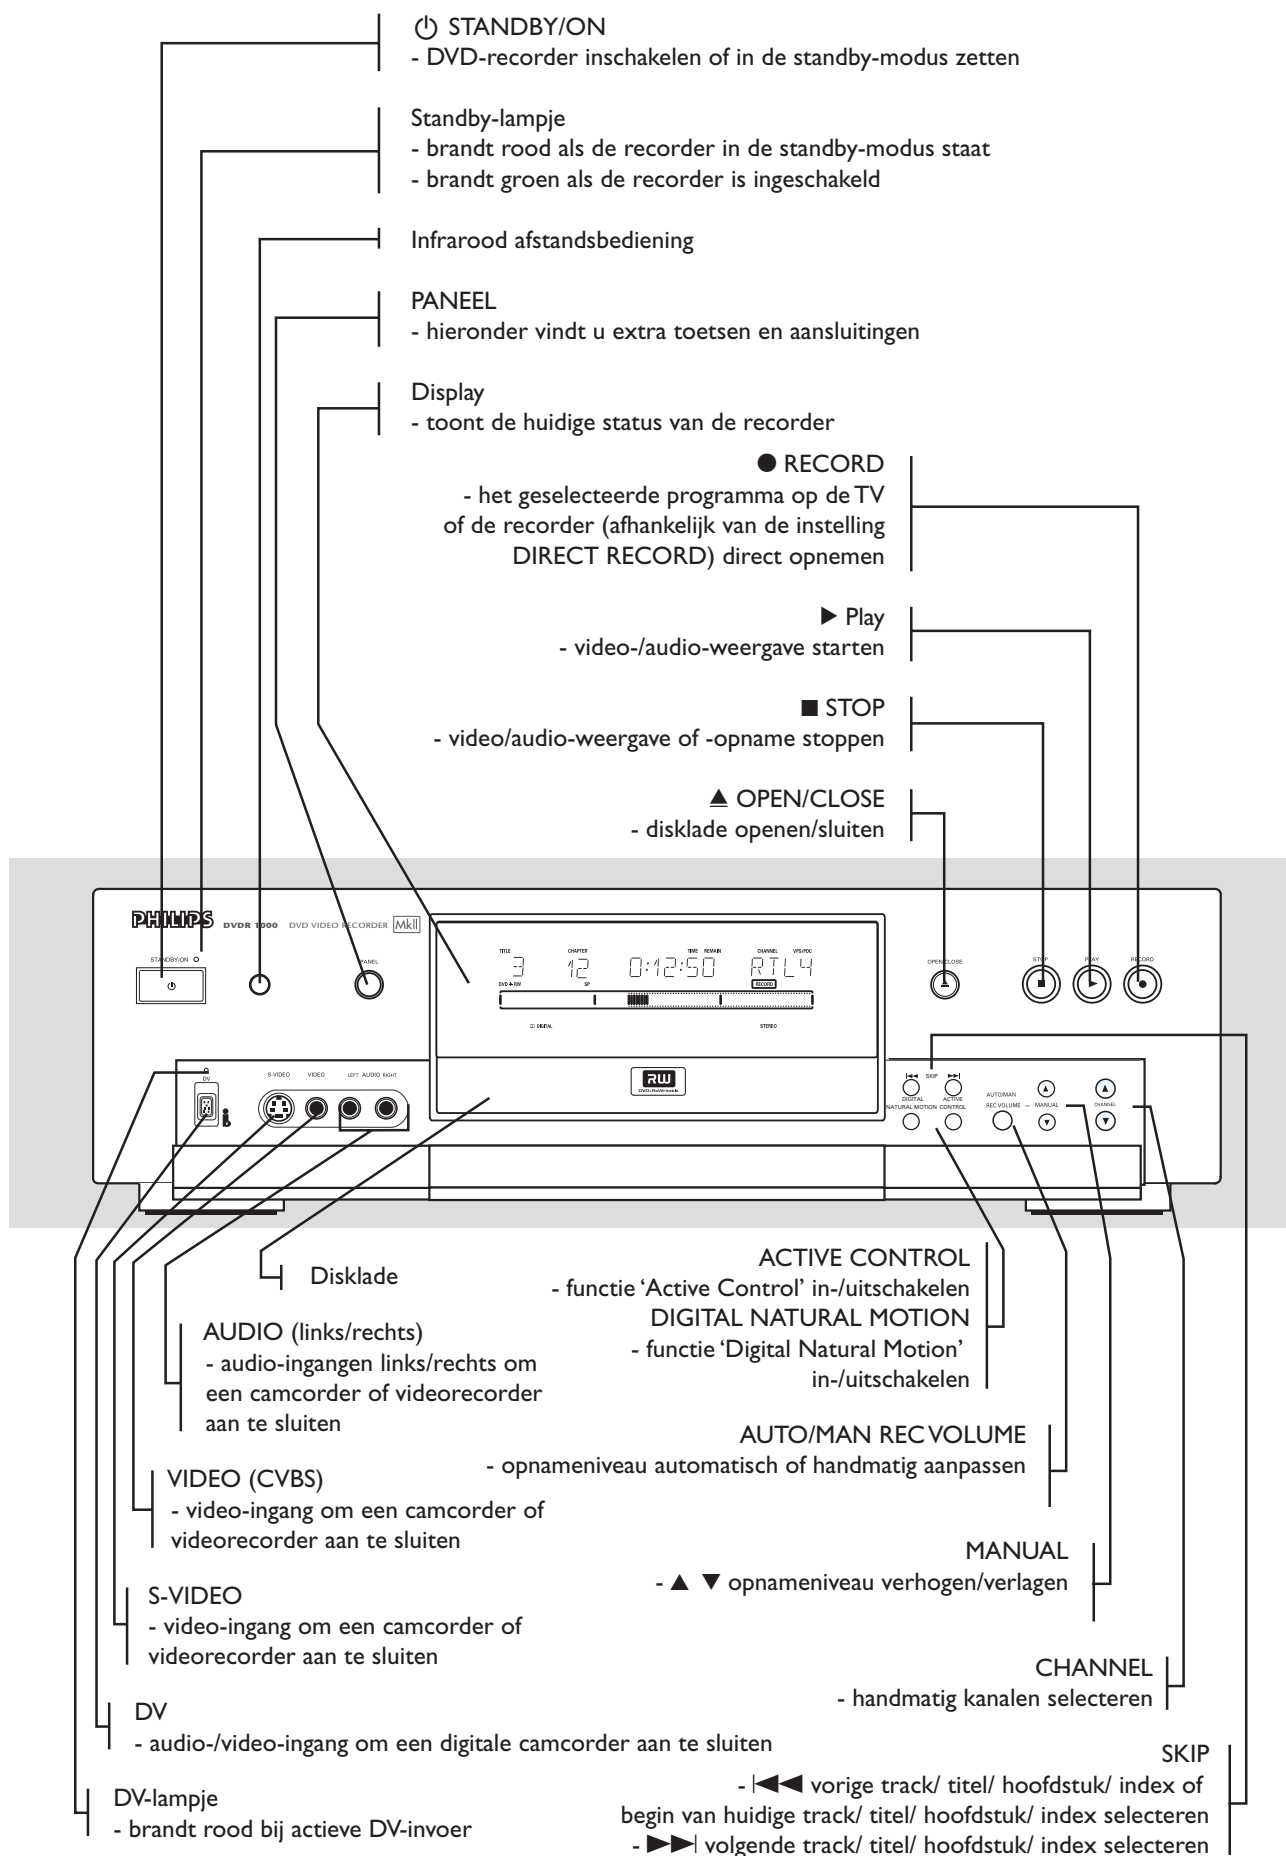 ⏻ STANDBY/ON
- DVD-recorder inschakelen of in de standby-modus zetten
Standby-lampje
- brandt rood als de recorder in de standby-modus staat
- brandt groen als de recorder is ingeschakeld
Infrarood afstandsbediening
PANEEL
- hieronder vindt u extra toetsen en aansluitingen
Display
- toont de huidige status van de recorder
● RECORD
- het geselecteerde programma op de TV
of de recorder (afhankelijk van de instelling
DIRECT RECORD) direct opnemen
▶ Play
- video-/audio-weergave starten
■ STOP
- video/audio-weergave of -opname stoppen
⏏ OPEN/CLOSE
- disklade openen/sluiten
PHILIPS DVDR 1000 DVD VIDEO RECORDER MkII
STANDBY/ON
PANEL
TITLE CHAPTER TIME REMAIN CHANNEL VPS/PDC
3 12 0:12:50 RTL4
DVD+RW SP RECORD
DIGITAL STEREO
OPEN/CLOSE STOP PLAY RECORD
DV
S-VIDEO VIDEO LEFT AUDIO RIGHT
RW
DVD+ReWritable
SKIP
DIGITAL NATURAL MOTION
ACTIVE CONTROL
AUTO/MAN
REC VOLUME – MANUAL
CHANNEL
Disklade
AUDIO (links/rechts)
- audio-ingangen links/rechts om
een camcorder of videorecorder
aan te sluiten
VIDEO (CVBS)
- video-ingang om een camcorder of
videorecorder aan te sluiten
S-VIDEO
- video-ingang om een camcorder of
videorecorder aan te sluiten
DV
- audio-/video-ingang om een digitale camcorder aan te sluiten
DV-lampje
- brandt rood bij actieve DV-invoer
ACTIVE CONTROL
- functie ‘Active Control’ in-/uitschakelen
DIGITAL NATURAL MOTION
- functie ‘Digital Natural Motion’
in-/uitschakelen
AUTO/MAN REC VOLUME
- opnameniveau automatisch of handmatig aanpassen
MANUAL
- ▲ ▼ opnameniveau verhogen/verlagen
CHANNEL
- handmatig kanalen selecteren
SKIP
- |◀◀ vorige track/ titel/ hoofdstuk/ index of
begin van huidige track/ titel/ hoofdstuk/ index selecteren
- ▶▶| volgende track/ titel/ hoofdstuk/ index selecteren